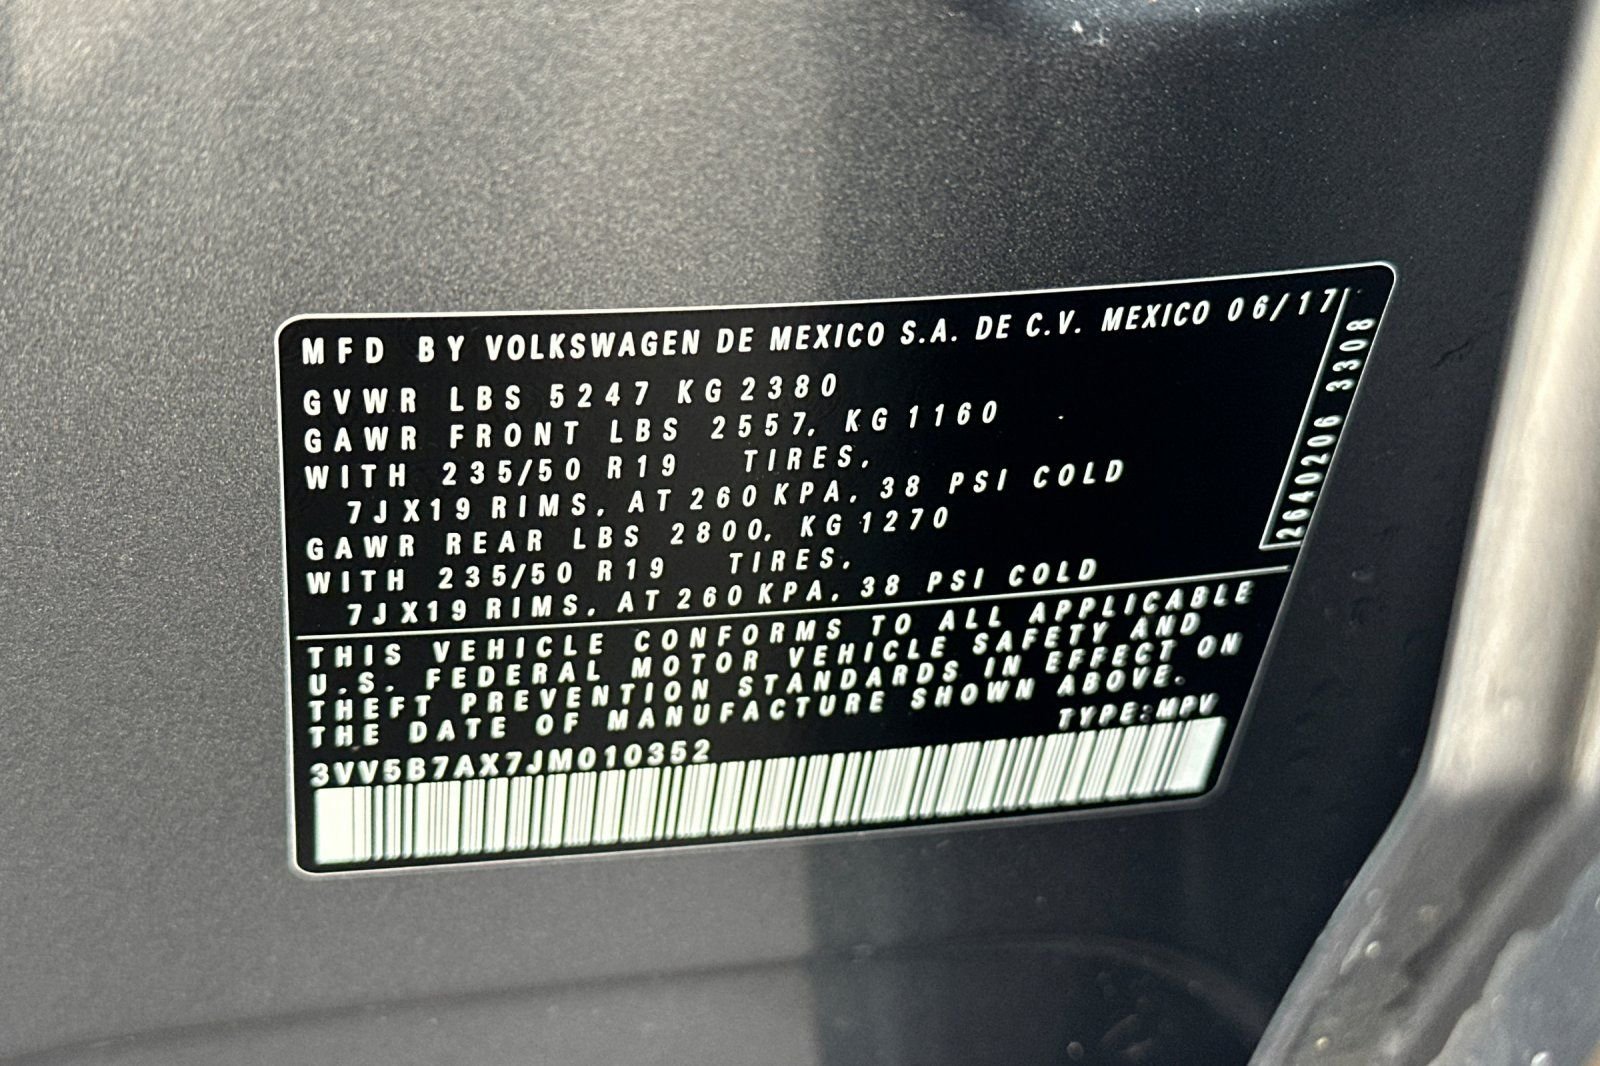 MFD BY VOLKSWAGEN DE MEXICO S.A. DE C.V. MEXICO 06/17
GVWR LBS 5247 KG 2380
GAWR FRONT LBS 2557, KG 1160
WITH 235/50 R19 TIRES,
7JX19 RIMS, AT 260 KPA, 38 PSI COLD
GAWR REAR LBS 2800, KG 1270
WITH 235/50 R19 TIRES,
7JX19 RIMS, AT 260 KPA, 38 PSI COLD
THIS VEHICLE CONFORMS TO ALL APPLICABLE
U.S. FEDERAL MOTOR VEHICLE SAFETY AND
THEFT PREVENTION STANDARDS IN EFFECT ON
THE DATE OF MANUFACTURE SHOWN ABOVE.
TYPE:MPV
3VV5B7AX7JM010352
2640206 3308